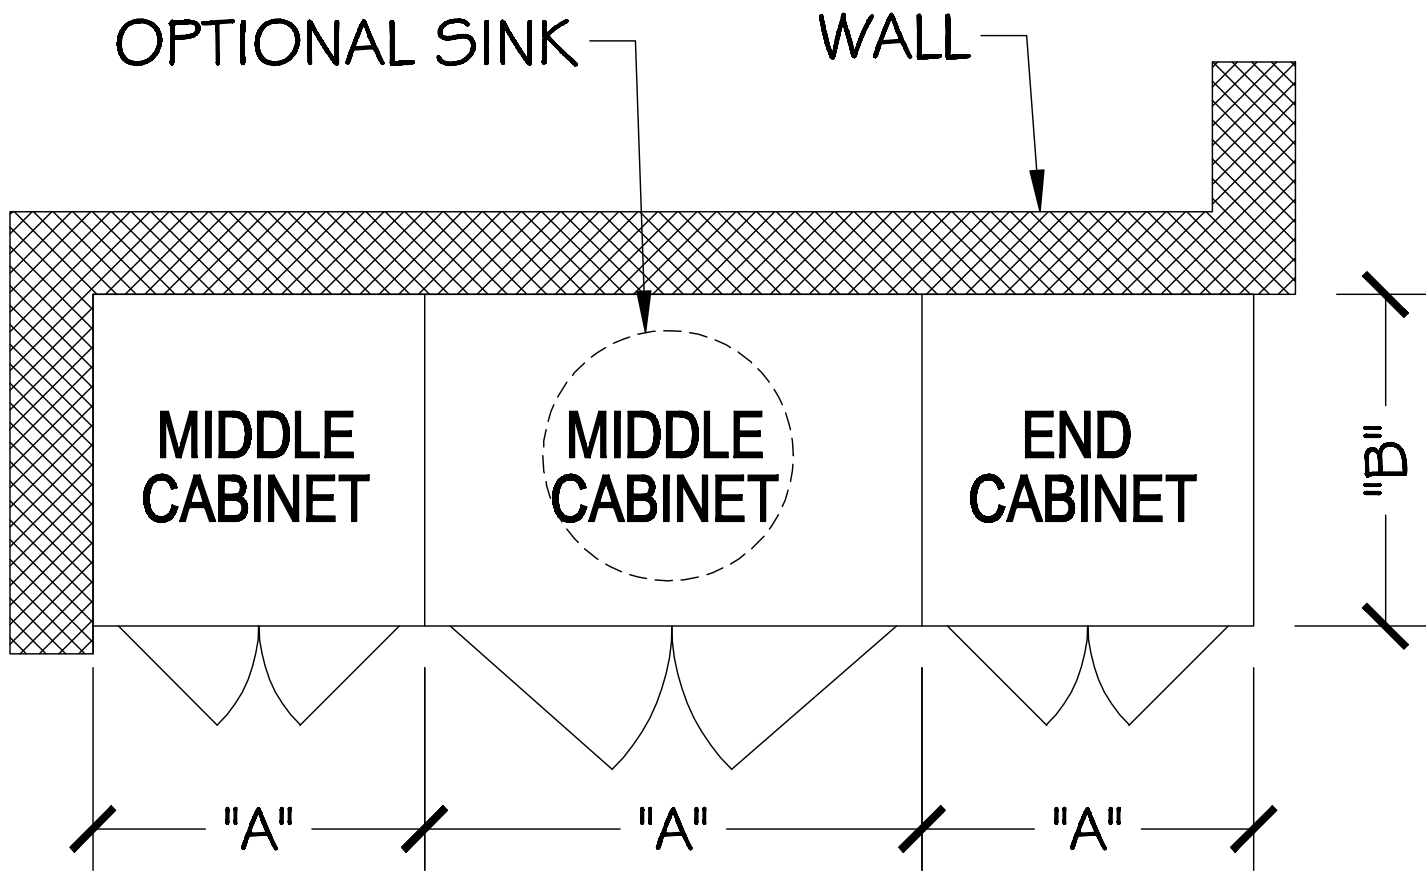 OPTIONAL SINK
WALL
MIDDLE
CABINET
MIDDLE
CABINET
END
CABINET
"B"
"A"
"A"
"A"